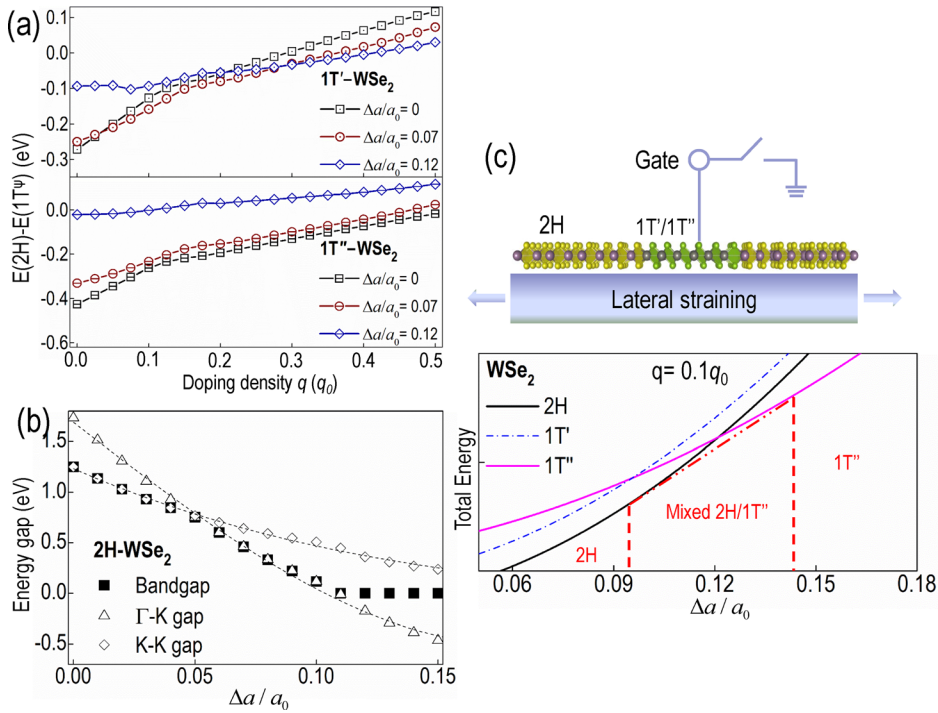 (a)
E(2H)-E(1Tᵠ) (eV)
0.1
0.0
-0.1
-0.2
-0.3
1T′–WSe₂
Δa/a₀ = 0
Δa/a₀ = 0.07
Δa/a₀ = 0.12
0.0
-0.2
-0.4
-0.6
1T″–WSe₂
Δa/a₀ = 0
Δa/a₀ = 0.07
Δa/a₀ = 0.12
0.0 0.1 0.2 0.3 0.4 0.5
Doping density q (q₀)
(b)
Energy gap (eV)
1.5
1.0
0.5
0.0
-0.5
2H-WSe₂
Bandgap
Γ-K gap
K-K gap
0.00 0.05 0.10 0.15
Δa / a₀
(c)
Gate
2H
1T'/1T''
Lateral straining
WSe₂
q= 0.1q₀
2H
1T'
1T''
Total Energy
2H
Mixed 2H/1T''
1T''
0.06 0.09 0.12 0.15 0.18
Δa / a₀